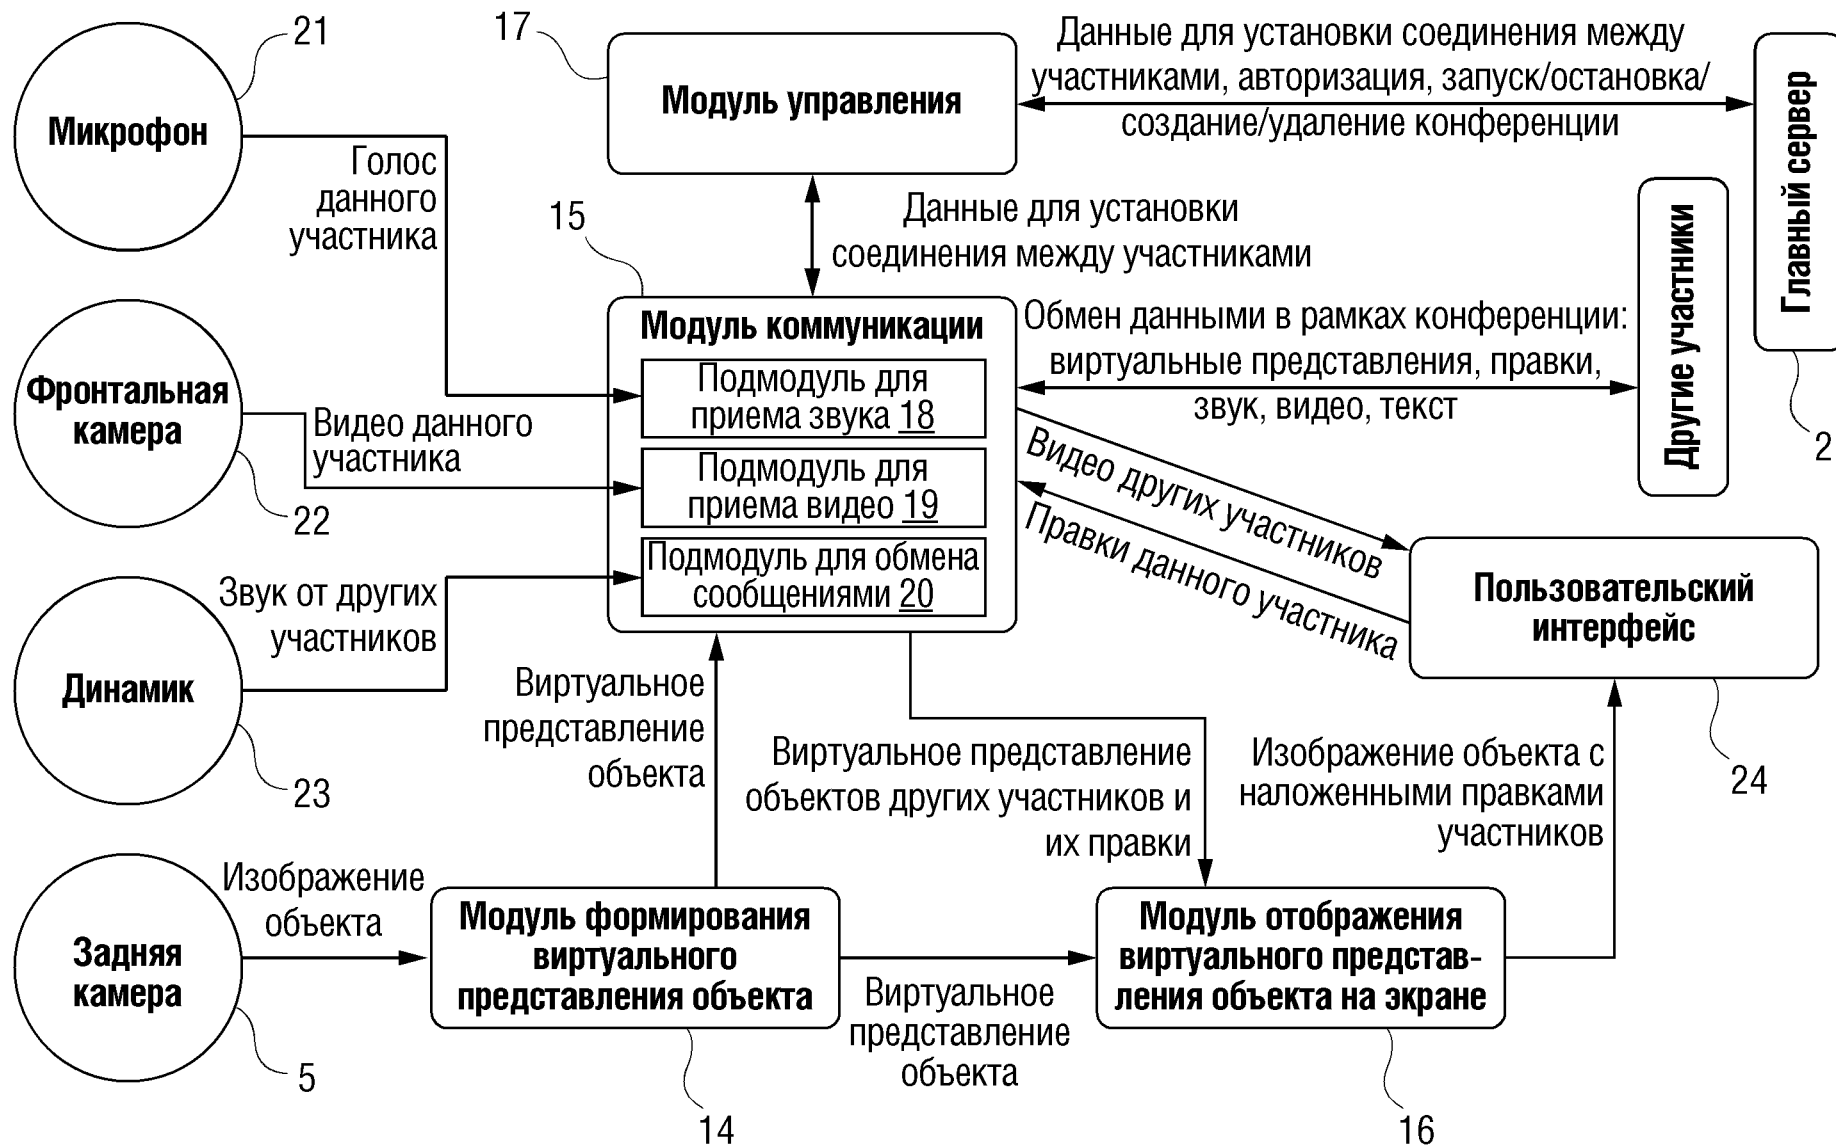 21
Микрофон
Голос
данного
участника
17
Модуль управления
Данные для установки соединения между
участниками, авторизация, запуск/остановка/
создание/удаление конференции
Главный сервер
2
Данные для установки
соединения между участниками
15
Модуль коммуникации
Подмодуль для
приема звука 18
Подмодуль для
приема видео 19
Подмодуль для обмена
сообщениями 20
Обмен данными в рамках конференции:
виртуальные представления, правки,
звук, видео, текст
Другие участники
Фронтальная
камера
22
Видео данного
участника
Видео других участников
Правки данного участника
Пользовательский
интерфейс
24
Динамик
23
Звук от других
участников
Виртуальное
представление
объекта
Виртуальное представление
объектов других участников и
их правки
Изображение объекта с
наложенными правками
участников
Задняя
камера
5
Изображение
объекта
Модуль формирования
виртуального
представления объекта
14
Виртуальное
представление
объекта
Модуль отображения
виртуального представ-
ления объекта на экране
16